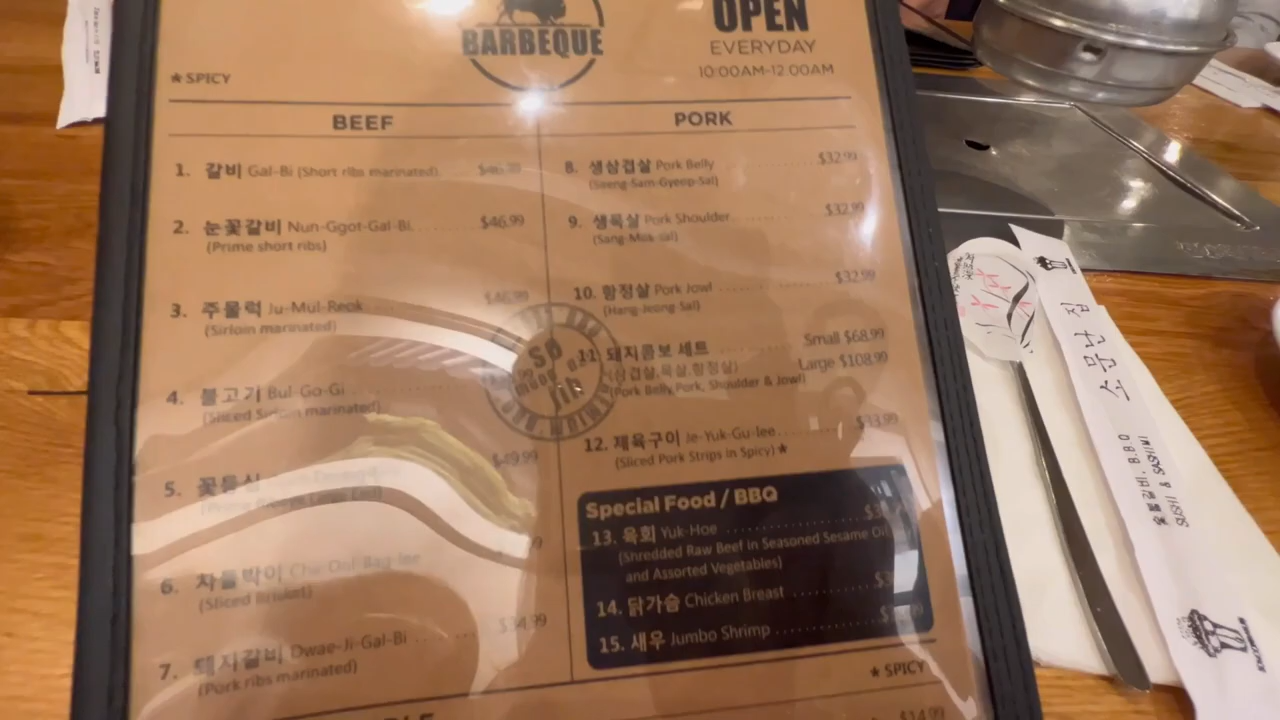 BARBEQUE
OPEN
EVERYDAY
10:00AM-12:00AM
★SPICY
BEEF
1. 갈비 Gal-Bi (Short ribs marinated)
2. 눈꽃갈비 Nun-Ggot-Gal-Bi $46.99
(Prime short ribs)
3. 주물럭 Ju-Mul-Reok $46.99
(Sirloin marinated)
4. 불고기 Bul-Go-Gi
(Sliced Sirloin marinated)
5. 꽃등심 $49.99
6. 차돌박이 Cha-Dol-Bag-Iee
(Sliced Brisket)
7. 돼지갈비 Dwae-Ji-Gal-Bi $34.99
(Pork ribs marinated)
PORK
8. 생삼겹살 Pork Belly $32.99
(Seeng-Sam-Gyeop-Sal)
9. 생목살 Pork Shoulder $32.99
(Sang-Mok-sal)
10. 항정살 Pork Jowl $32.99
(Hang-Jeong-Sal)
11. 돼지콤보 세트 Small $68.99
(삼겹살,목살,항정살) Large $108.99
(Pork Belly,Pork, Shoulder & Jowl)
12. 제육구이 Je-Yuk-Gu-Iee $33.99
(Sliced Pork Strips in Spicy)★
Special Food / BBQ
13. 육회 Yuk-Hoe
(Shredded Raw Beef in Seasoned Sesame Oil
and Assorted Vegetables)
14. 닭가슴 Chicken Breast
15. 새우 Jumbo Shrimp
★SPICY
$14.99
소문난 집
숯불갈비. B.B.Q
SUSHI & SASHIMI